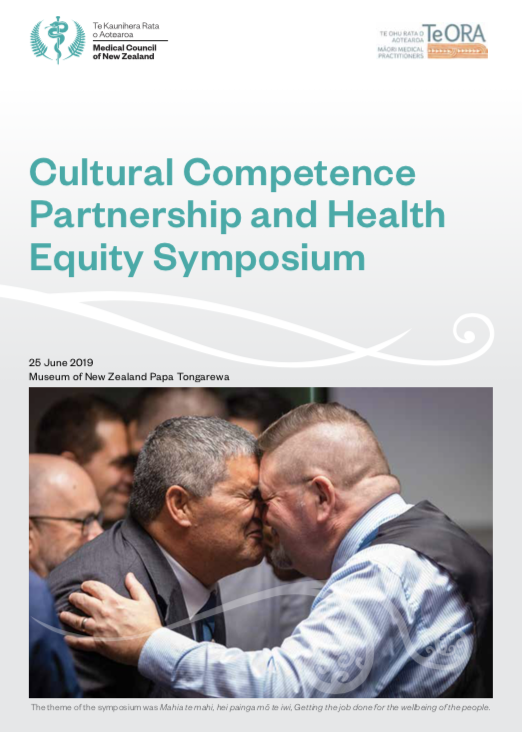 Te Kaunihera Rata
o Aotearoa
Medical Council
of New Zealand
TE OHU RATA O
AOTEAROA
MĀORI MEDICAL
PRACTITIONERS
TeORA
Cultural Competence
Partnership and Health
Equity Symposium
25 June 2019
Museum of New Zealand Papa Tongarewa
The theme of the symposium was Mahia te mahi, hei painga mō te iwi, Getting the job done for the wellbeing of the people.